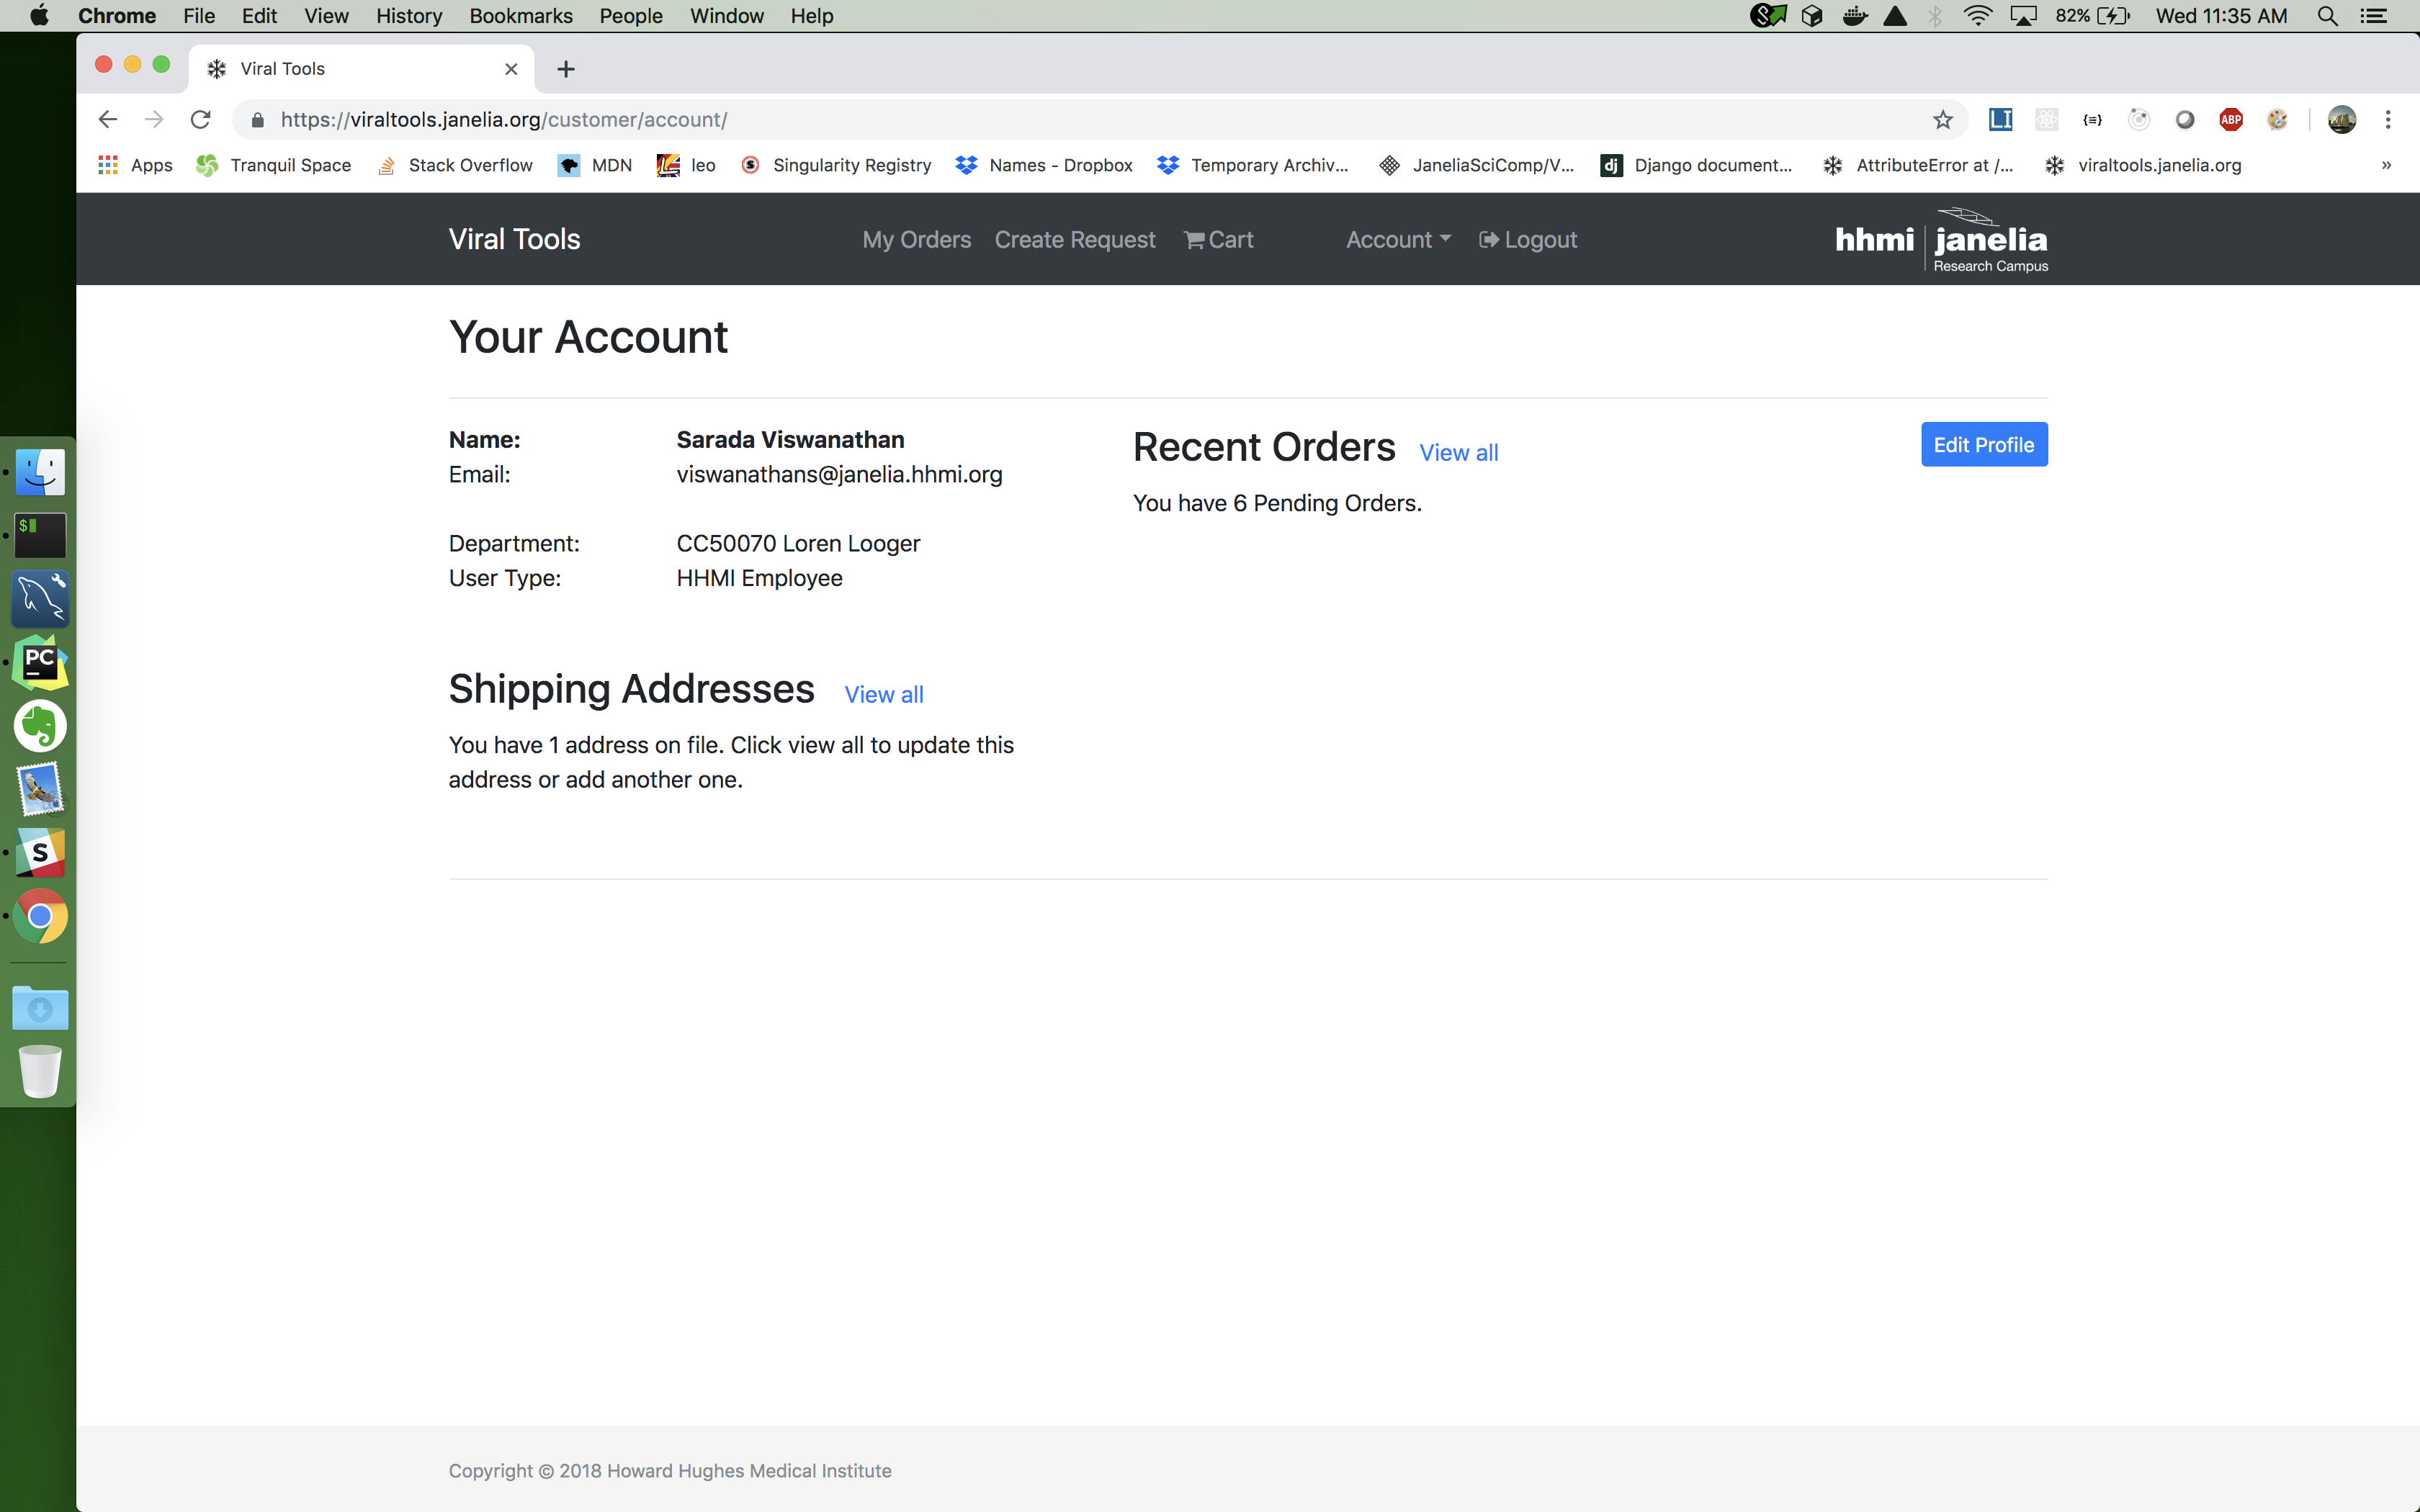 Chrome File Edit View History Bookmarks People Window Help 82% Wed 11:35 AM
Viral Tools
https://viraltools.janelia.org/customer/account/
LI {≡} ABP
Apps Tranquil Space Stack Overflow MDN leo Singularity Registry Names - Dropbox Temporary Archiv... JaneliaSciComp/V... dj Django document... AttributeError at /... viraltools.janelia.org »
Viral Tools My Orders Create Request Cart Account Logout hhmi janelia
Research Campus
Your Account
Name: Sarada Viswanathan
Email: viswanathans@janelia.hhmi.org
Department: CC50070 Loren Looger
User Type: HHMI Employee
Recent Orders View all
You have 6 Pending Orders.
Edit Profile
Shipping Addresses View all
You have 1 address on file. Click view all to update this
address or add another one.
$
PC
S
Copyright © 2018 Howard Hughes Medical Institute